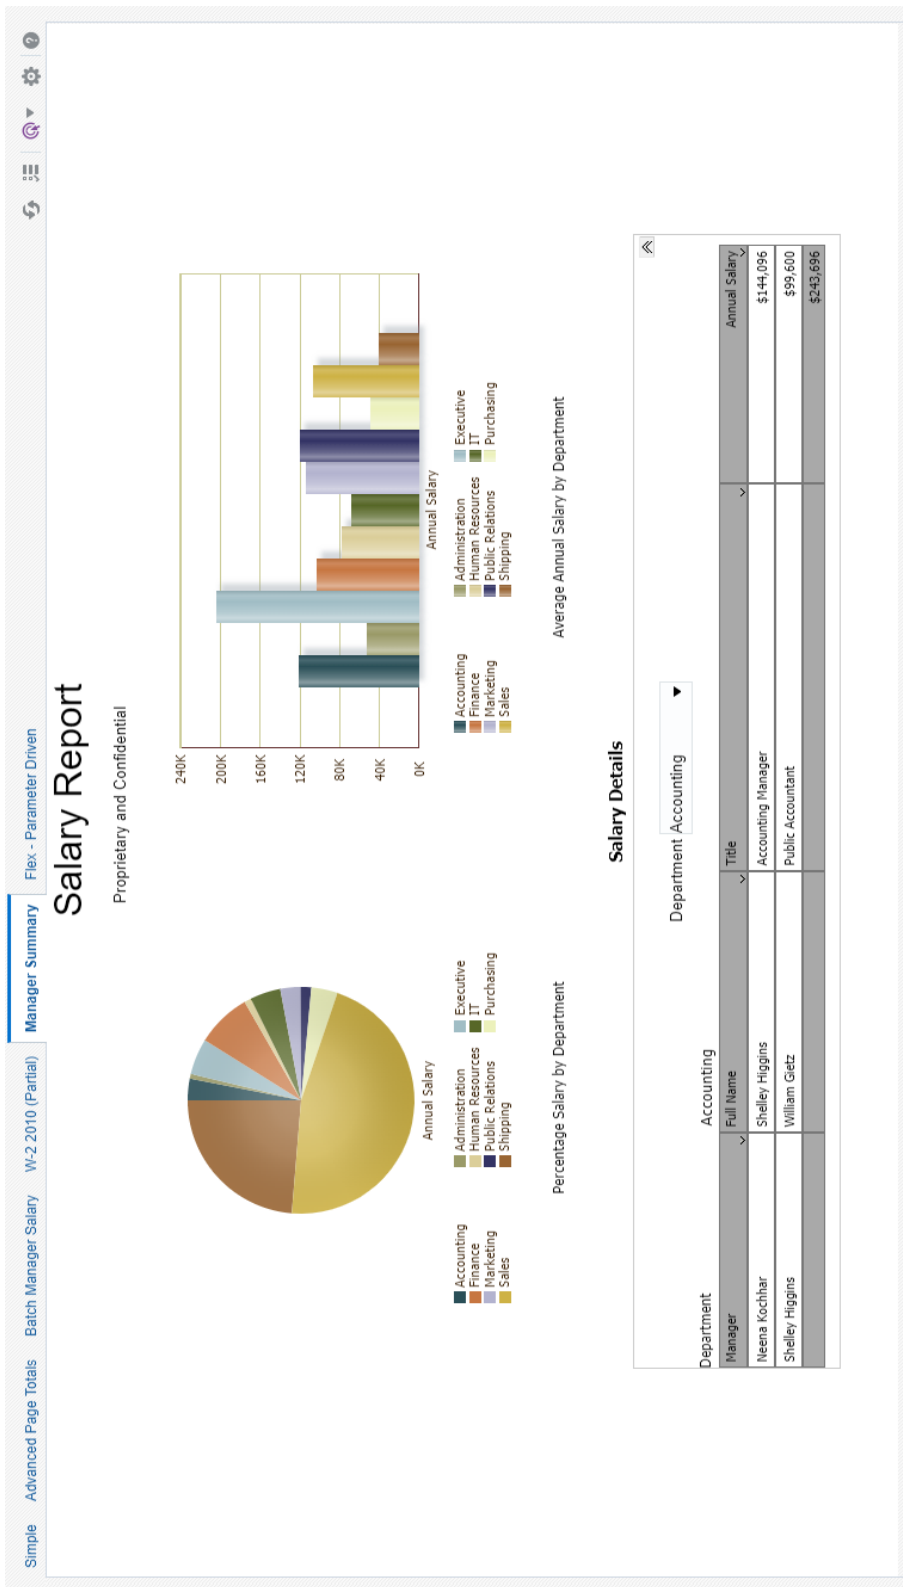 Simple Advanced Page Totals Batch Manager Salary W-2 2010 (Partial) Manager Summary Flex - Parameter Driven
Salary Report
Proprietary and Confidential
Annual Salary
Accounting Administration Executive
Finance Human Resources IT
Marketing Public Relations Purchasing
Sales Shipping
Percentage Salary by Department
240K
200K
160K
120K
80K
40K
0K
Annual Salary
Accounting Administration Executive
Finance Human Resources IT
Marketing Public Relations Purchasing
Sales Shipping
Average Annual Salary by Department
Salary Details
Department Accounting
Department Accounting
Manager Full Name Title Annual Salary
Neena Kochhar Shelley Higgins Accounting Manager $144,096
Shelley Higgins William Gietz Public Accountant $99,600
$243,696